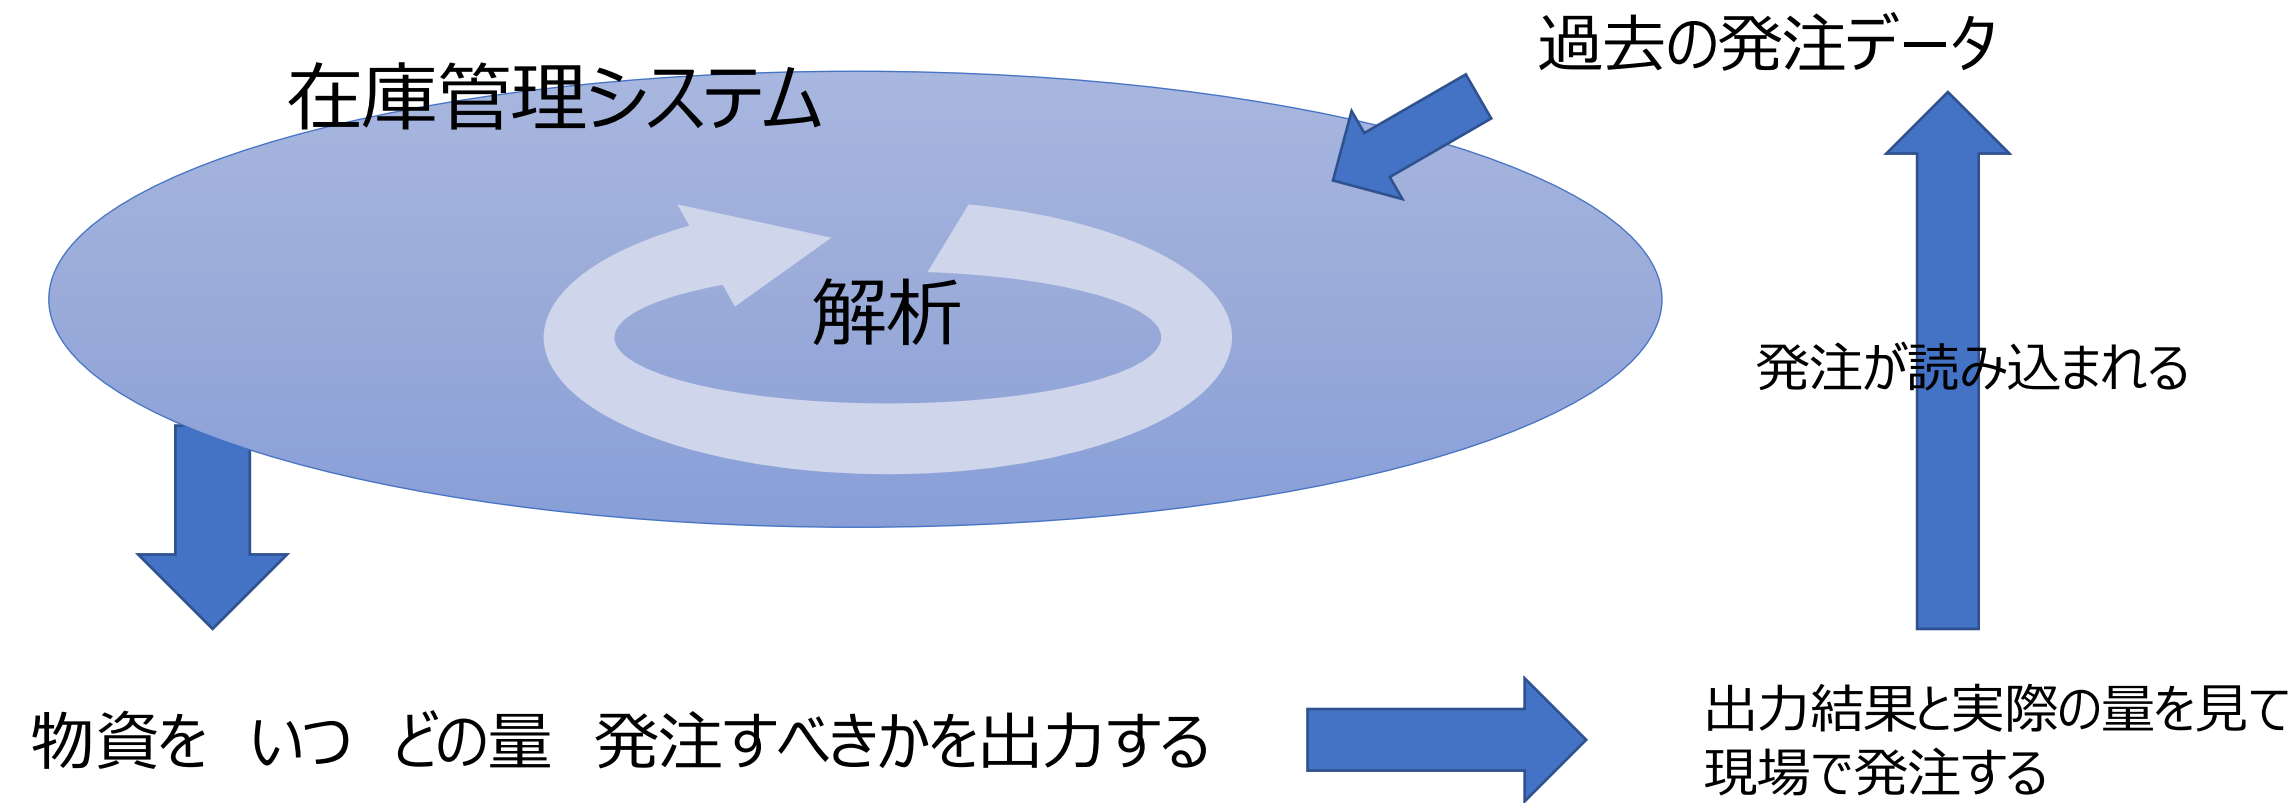 過去の発注データ
在庫管理システム
解析
発注が読み込まれる
物資を　いつ　どの量　発注すべきかを出力する
出力結果と実際の量を見て
現場で発注する